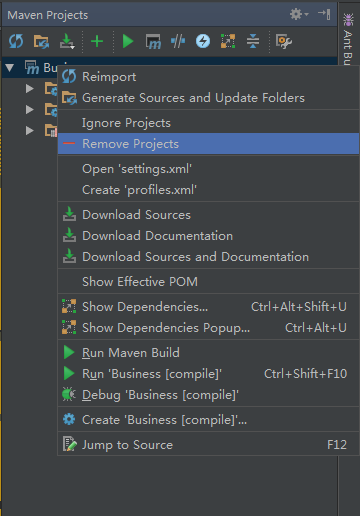 Maven Projects
Ant Bu
Reimport
Generate Sources and Update Folders
Ignore Projects
Remove Projects
Open 'settings.xml'
Create 'profiles.xml'
Download Sources
Download Documentation
Download Sources and Documentation
Show Effective POM
Show Dependencies... Ctrl+Alt+Shift+U
Show Dependencies Popup... Ctrl+Alt+U
Run Maven Build
Run 'Business [compile]' Ctrl+Shift+F10
Debug 'Business [compile]'
Create 'Business [compile]'...
Jump to Source F12